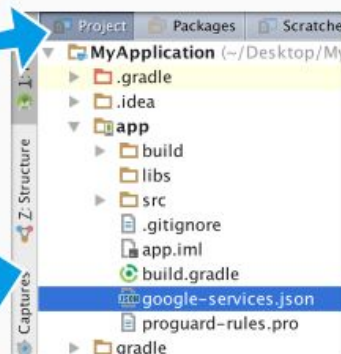 Project Packages Scratche
MyApplication (~/Desktop/My
.gradle
.idea
app
build
libs
src
.gitignore
app.iml
build.gradle
google-services.json
proguard-rules.pro
gradle
1:
Z: Structure
Captures